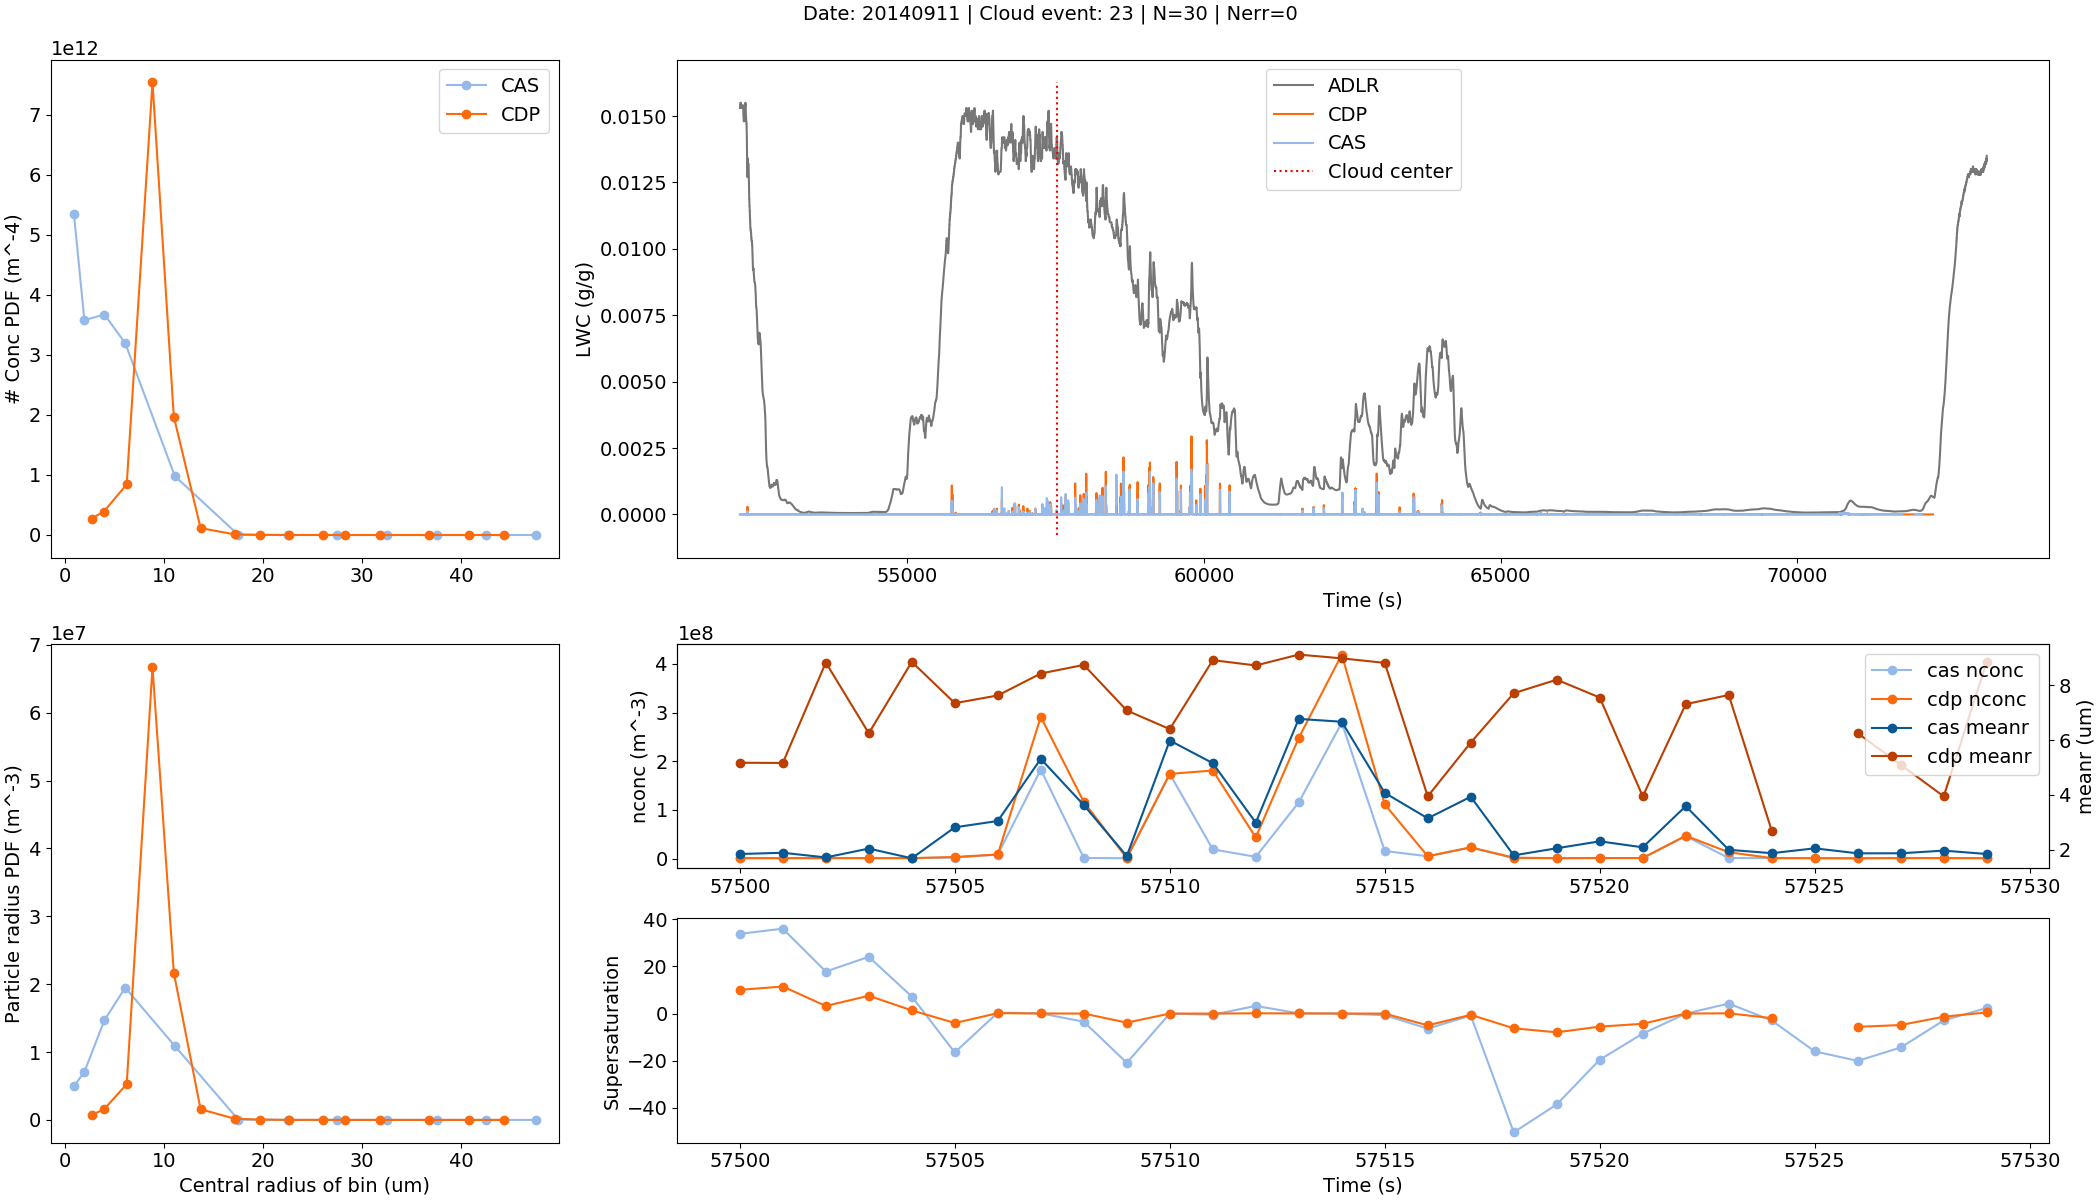 Date: 20140911 | Cloud event: 23 | N=30 | Nerr=0
1e12
# Conc PDF (m^-4)
7
6
5
4
3
2
1
0
0 10 20 30 40
CAS
CDP
LWC (g/g)
0.0150
0.0125
0.0100
0.0075
0.0050
0.0025
0.0000
55000 60000 65000 70000
Time (s)
ADLR
CDP
CAS
Cloud center
1e7
Particle radius PDF (m^-3)
7
6
5
4
3
2
1
0
0 10 20 30 40
Central radius of bin (um)
1e8
nconc (m^-3)
4
3
2
1
0
57500 57505 57510 57515 57520 57525 57530
8
6
4
2
meanr (um)
cas nconc
cdp nconc
cas meanr
cdp meanr
Supersaturation
40
20
0
−20
−40
57500 57505 57510 57515 57520 57525 57530
Time (s)